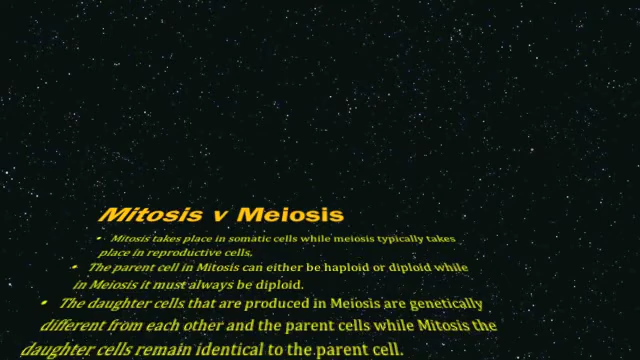 Mitosis v Meiosis
• Mitosis takes place in somatic cells while meiosis typically takes
place in reproductive cells,
• The parent cell in Mitosis can either be haploid or diploid while
in Meiosis it must always be diploid.
• The daughter cells that are produced in Meiosis are genetically
different from each other and the parent cells while Mitosis the
daughter cells remain identical to the parent cell.